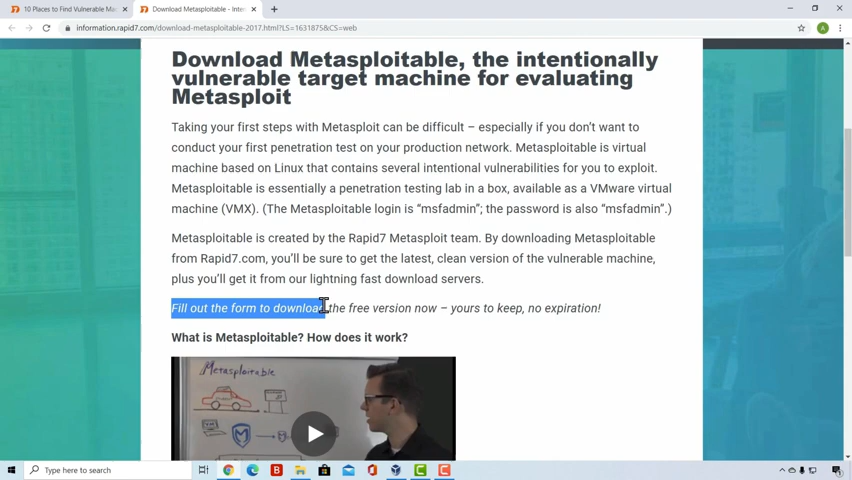 10 Places to Find Vulnerable Ma
Download Metasploitable - Inte
information.rapid7.com/download-metasploitable-2017.html?LS=1631875&CS=web
A
Download Metasploitable, the intentionally
vulnerable target machine for evaluating
Metasploit
Taking your first steps with Metasploit can be difficult – especially if you don’t want to
conduct your first penetration test on your production network. Metasploitable is virtual
machine based on Linux that contains several intentional vulnerabilities for you to exploit.
Metasploitable is essentially a penetration testing lab in a box, available as a VMware virtual
machine (VMX). (The Metasploitable login is “msfadmin”; the password is also “msfadmin”.)
Metasploitable is created by the Rapid7 Metasploit team. By downloading Metasploitable
from Rapid7.com, you’ll be sure to get the latest, clean version of the vulnerable machine,
plus you’ll get it from our lightning fast download servers.
Fill out the form to download the free version now – yours to keep, no expiration!
What is Metasploitable? How does it work?
Metasploitable
Type here to search